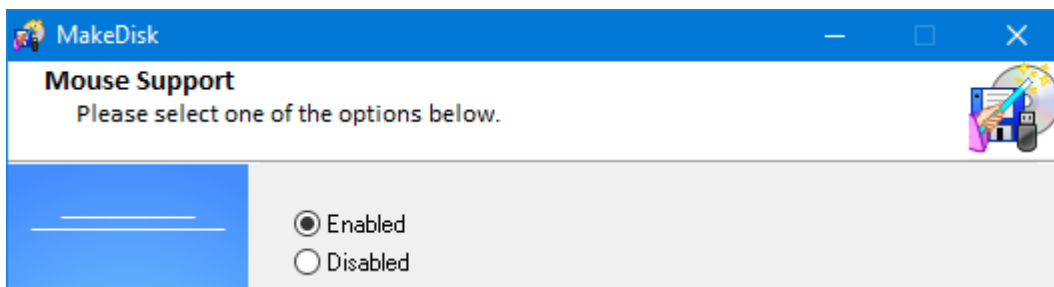 MakeDisk
Mouse Support
Please select one of the options below.
Enabled
Disabled